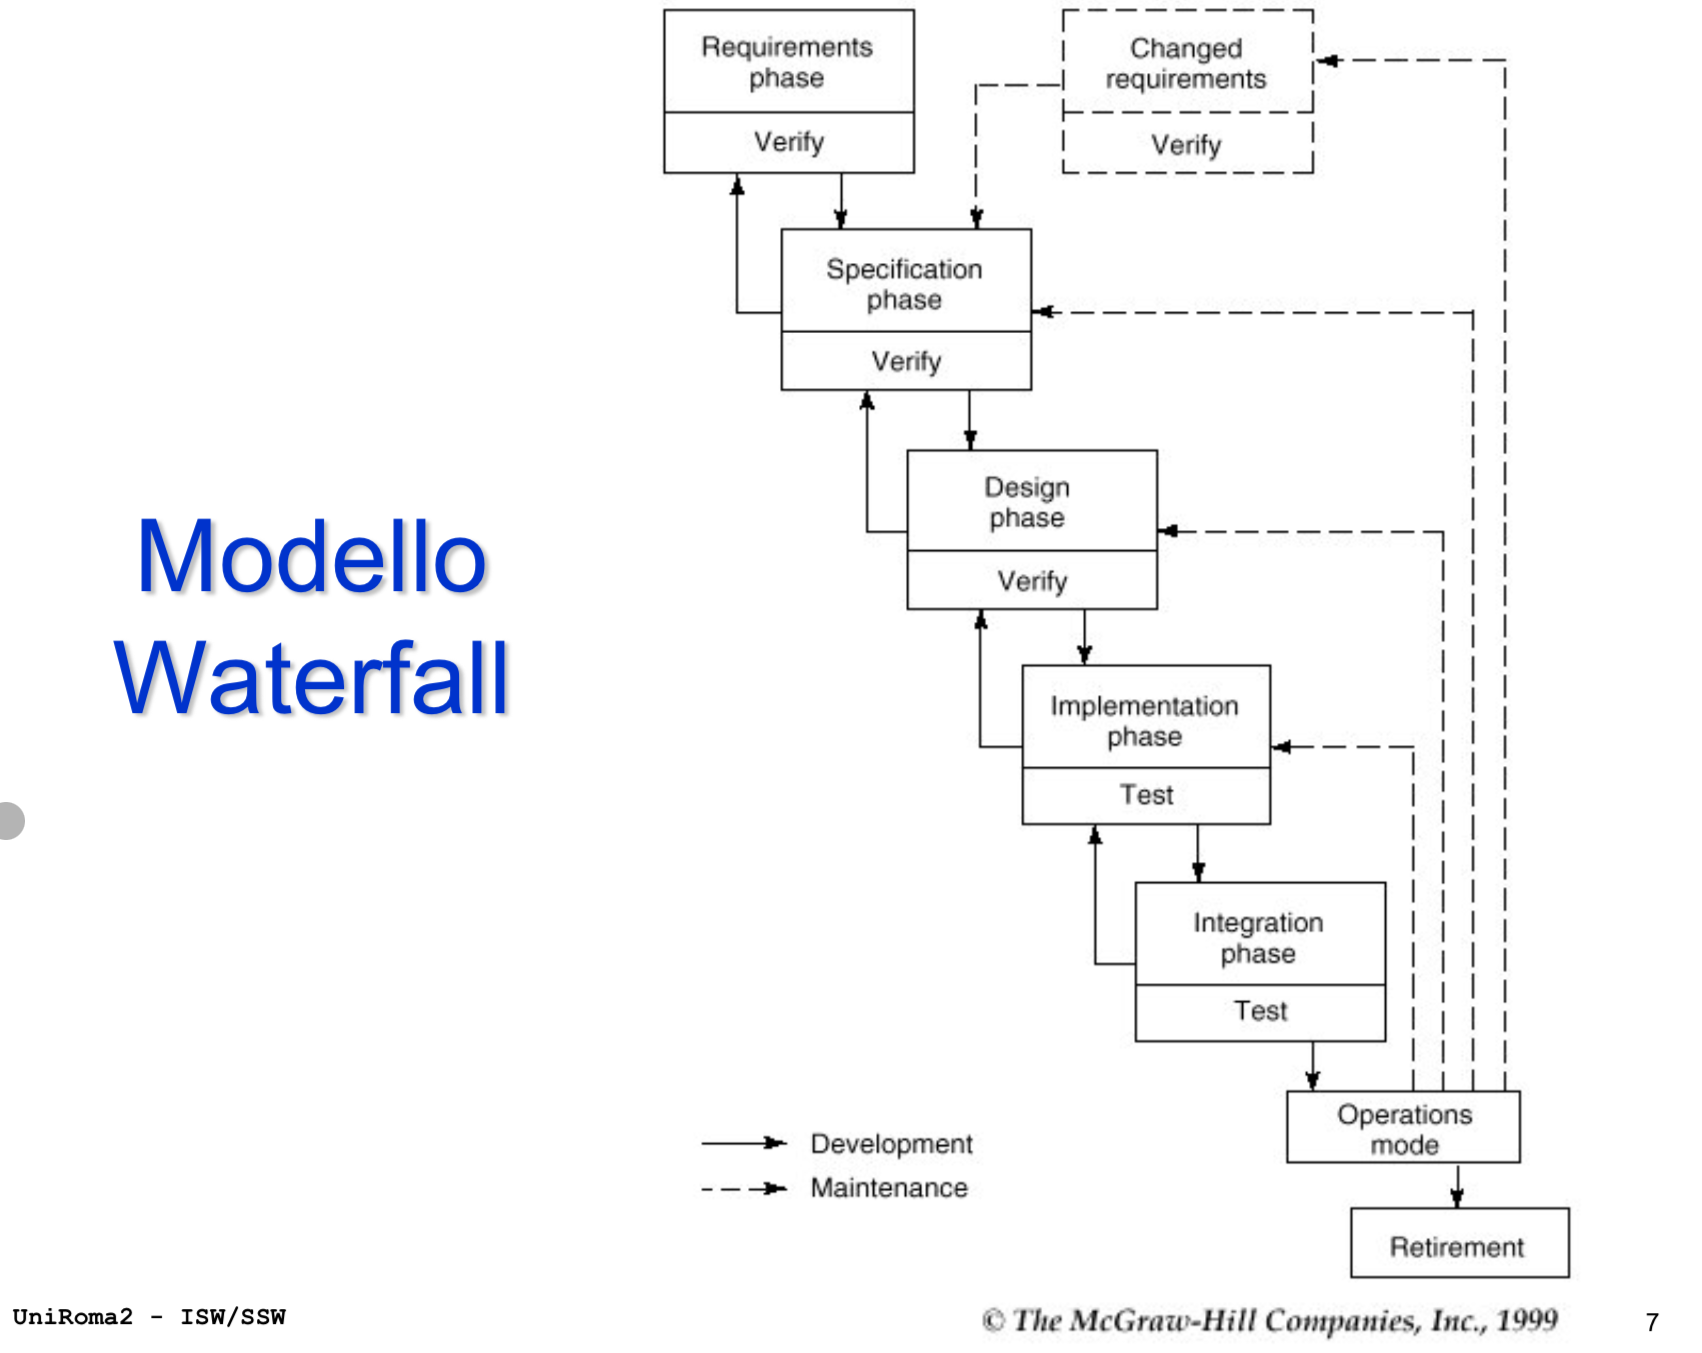 Requirements
phase
Verify
Changed
requirements
Verify
Specification
phase
Verify
Design
phase
Verify
Modello
Waterfall
Implementation
phase
Test
Integration
phase
Test
Operations
mode
Development
Maintenance
Retirement
UniRoma2 - ISW/SSW
© The McGraw-Hill Companies, Inc., 1999
7